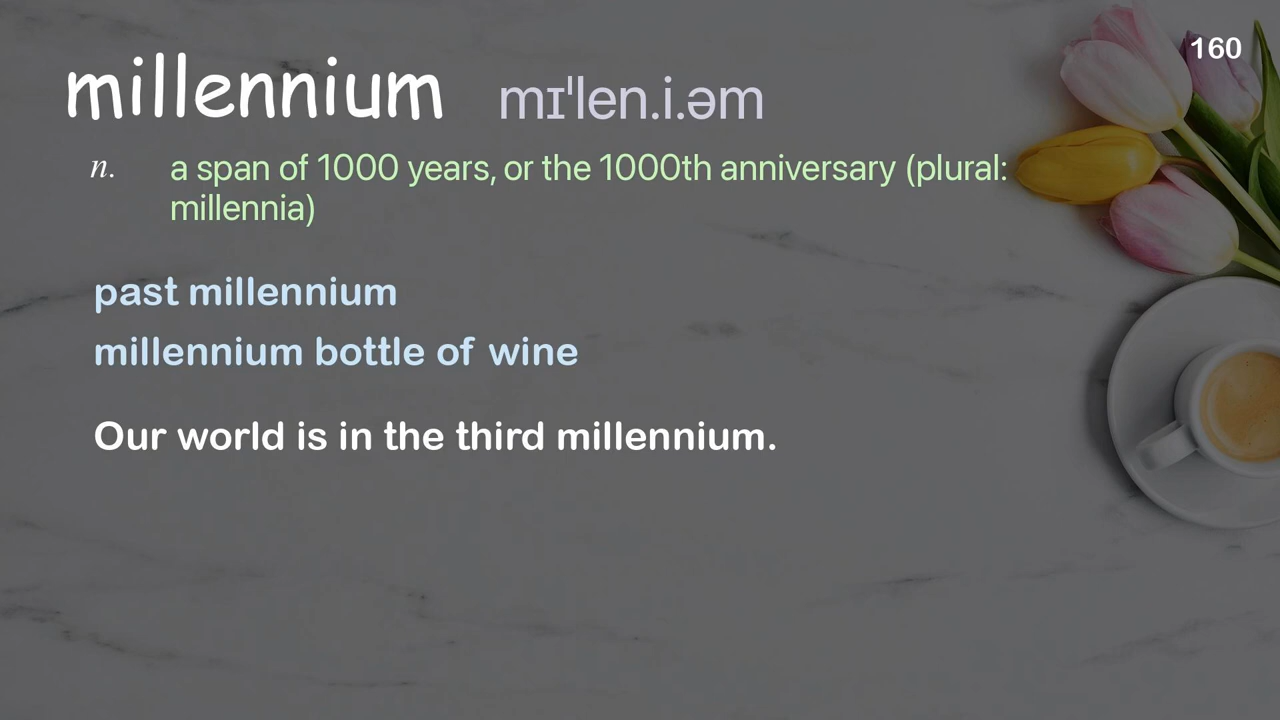 160
millennium mɪˈlen.i.əm
n. a span of 1000 years, or the 1000th anniversary (plural:
millennia)
past millennium
millennium bottle of wine
Our world is in the third millennium.